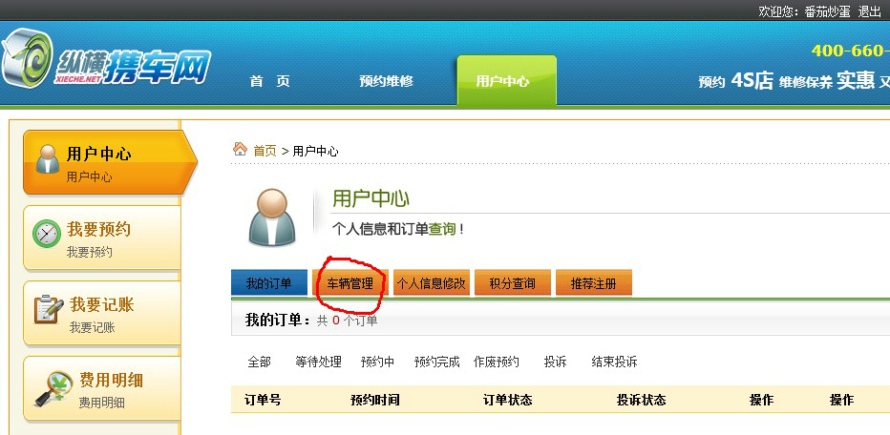 欢迎您：番茄炒蛋 退出
纵横携车网
XIECHE.NET
400-660-
首 页 预约维修 用户中心
预约 4S店 维修保养 实惠 又
用户中心
用户中心
我要预约
我要预约
我要记账
我要记账
费用明细
费用明细
首页 > 用户中心
用户中心
个人信息和订单查询！
我的订单 车辆管理 个人信息修改 积分查询 推荐注册
我的订单：共 0 个订单
全部 等待处理 预约中 预约完成 作废预约 投诉 结束投诉
订单号 预约时间 订单状态 投诉状态 操作 操作